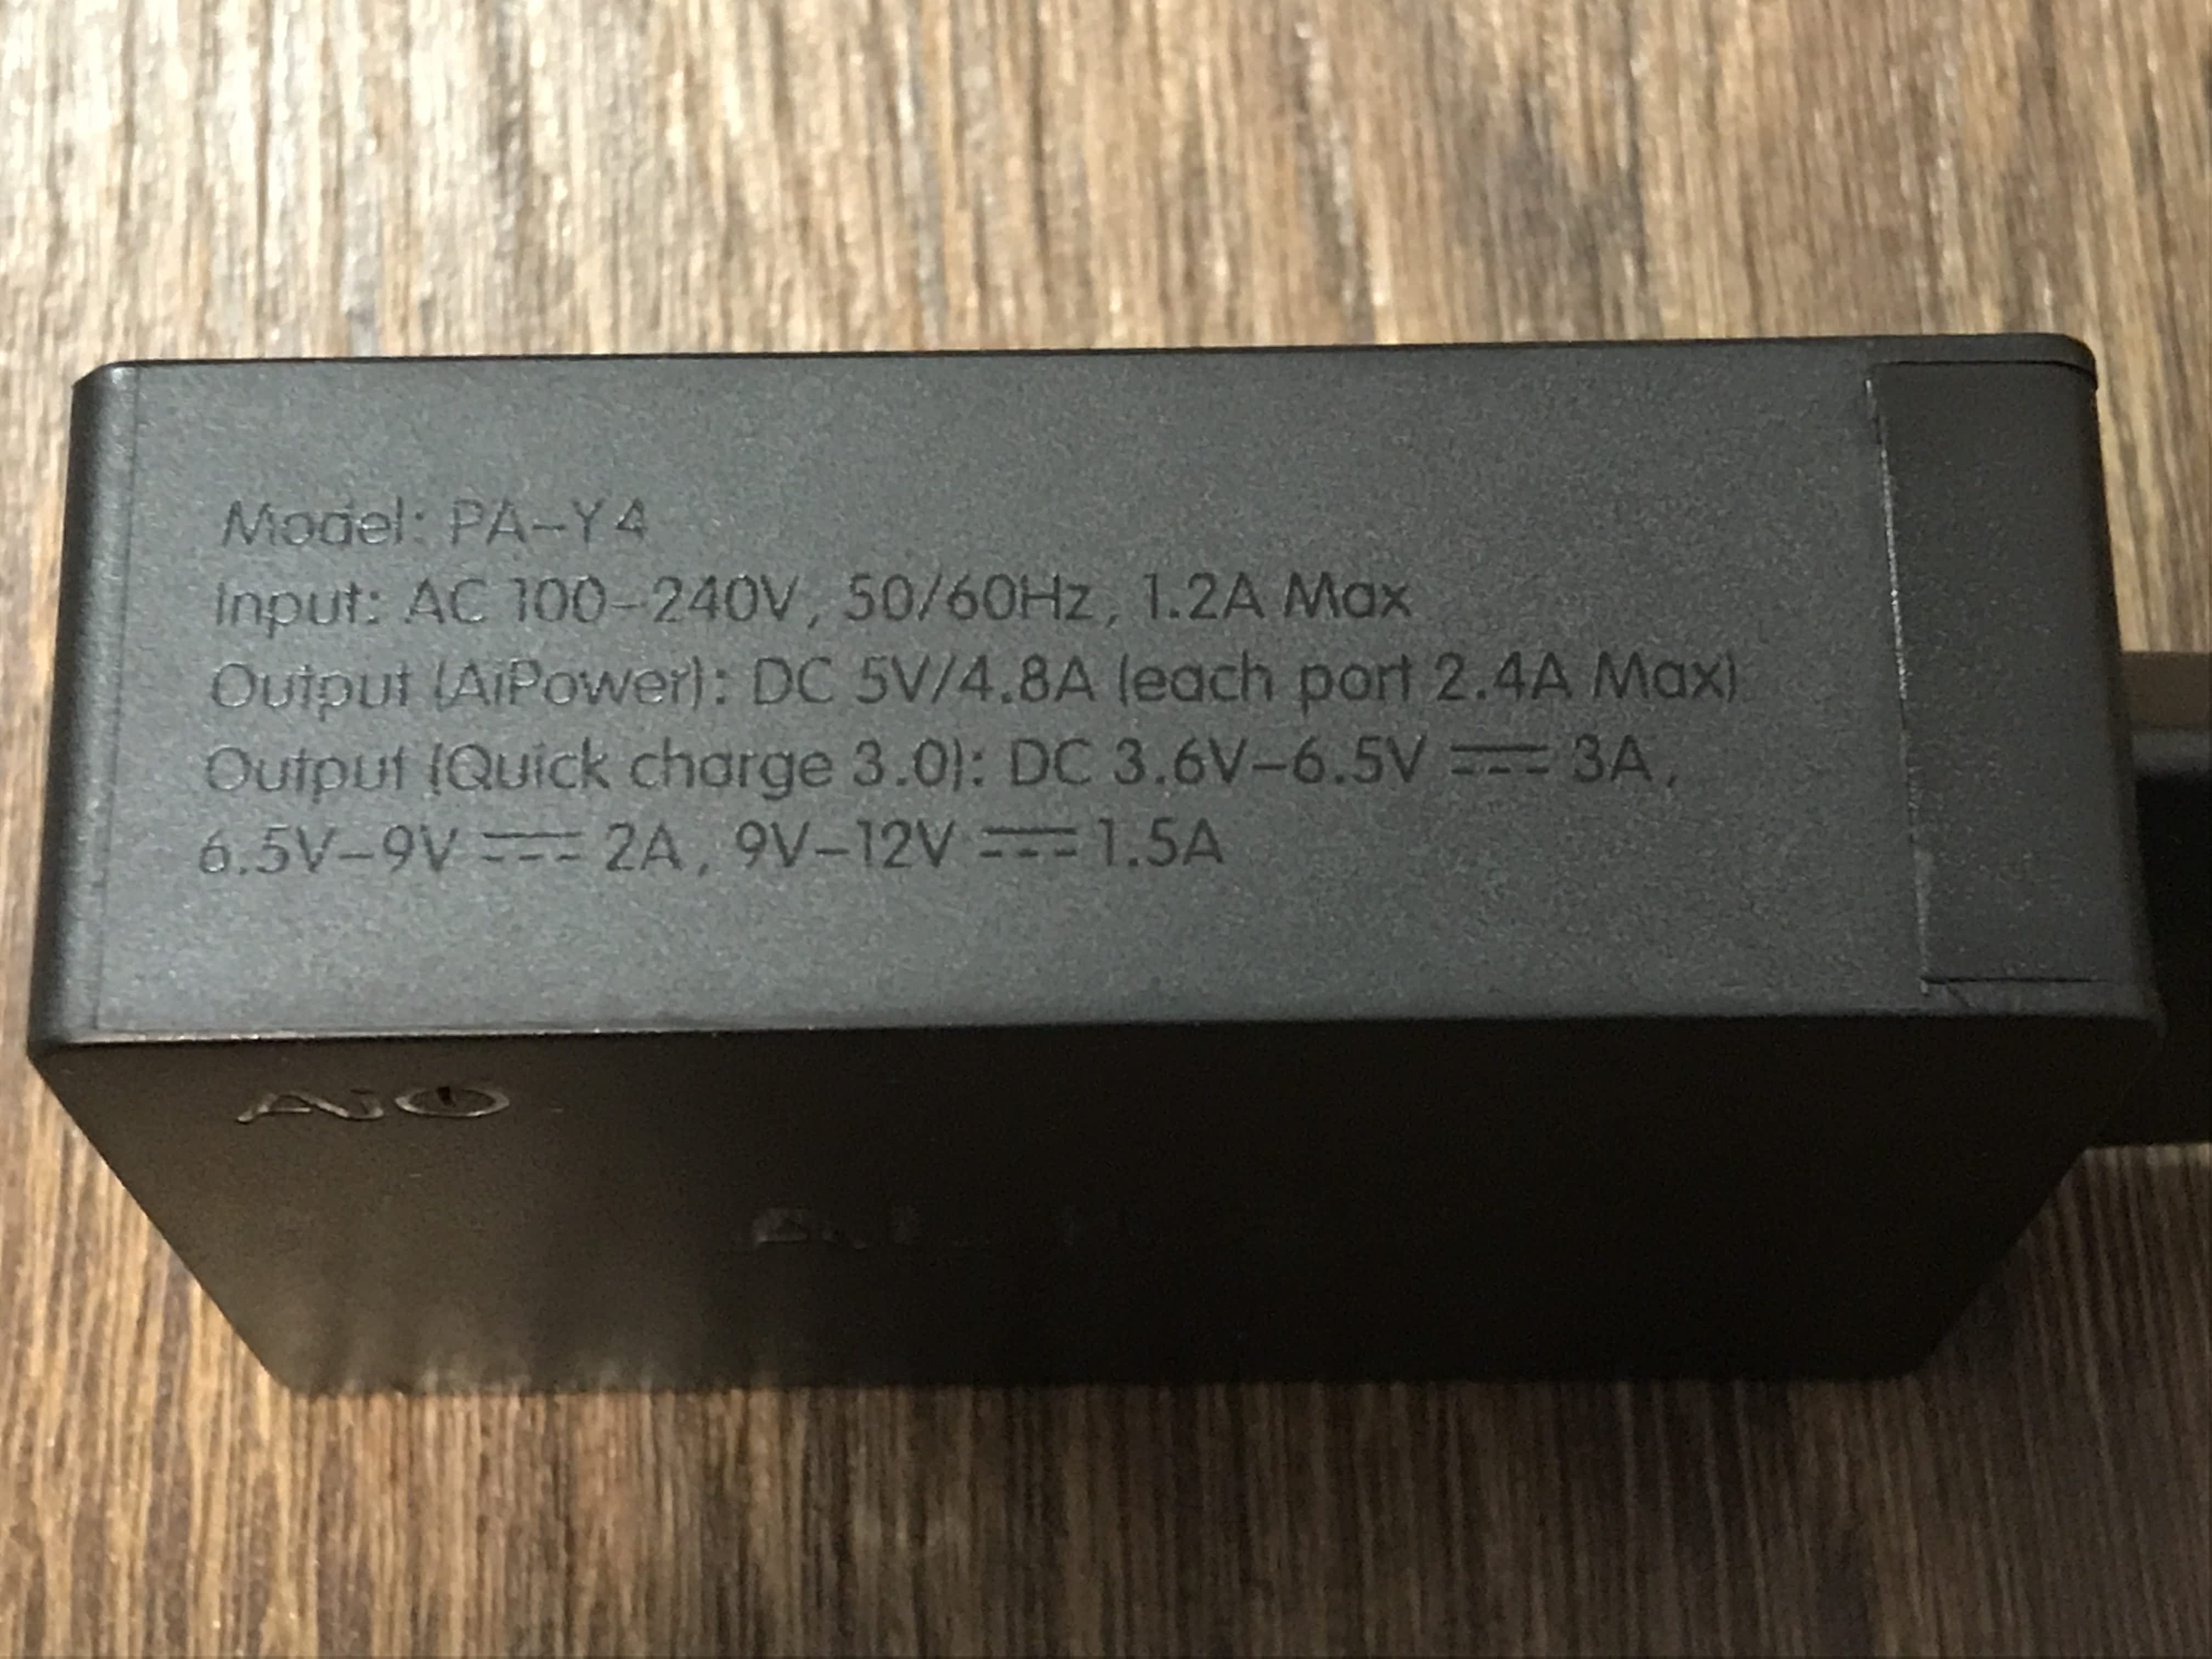 Model: PA-Y4
Input: AC 100-240V, 50/60Hz, 1.2A Max
Output (AiPower): DC 5V/4.8A (each port 2.4A Max)
Output (Quick charge 3.0): DC 3.6V-6.5V ⎓ 3A,
6.5V-9V ⎓ 2A, 9V-12V ⎓ 1.5A